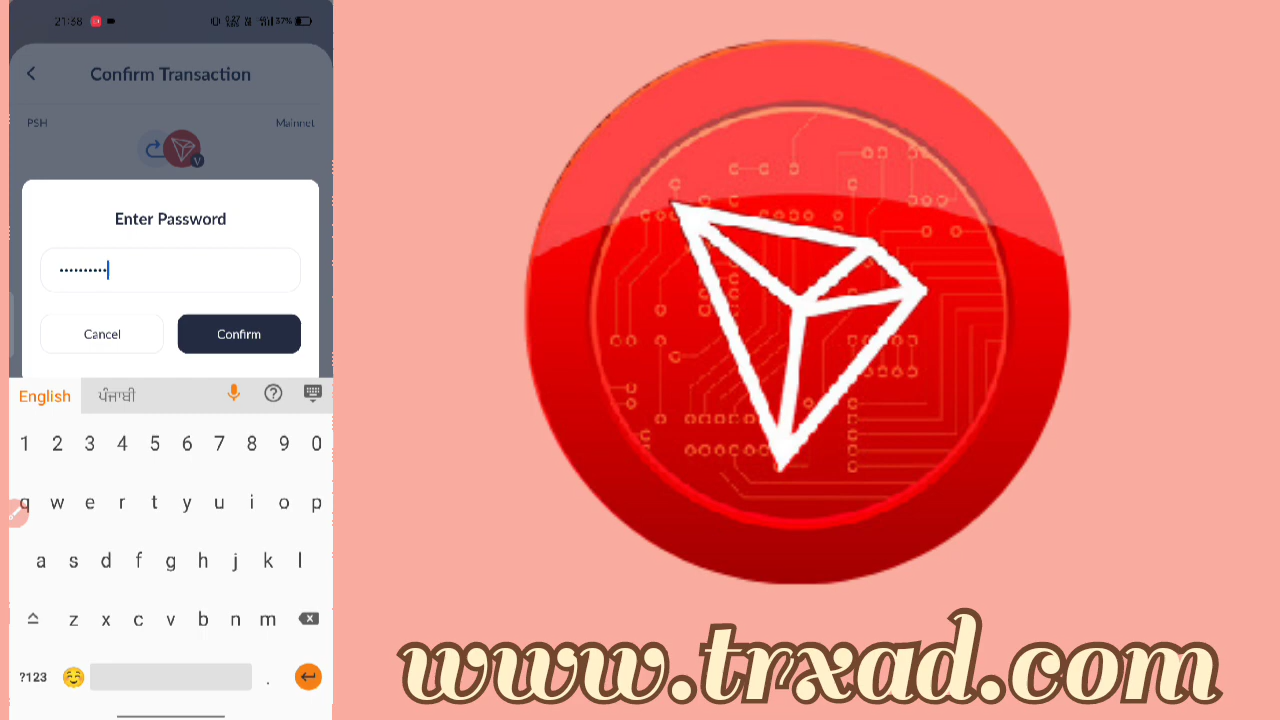 21:38
37%
Confirm Transaction
PSH
Mainnet
Enter Password
••••••••••
Cancel
Confirm
English
ਪੰਜਾਬੀ
1 2 3 4 5 6 7 8 9 0
q w e r t y u i o p
a s d f g h j k l
z x c v b n m
?123 .
www.trxad.com